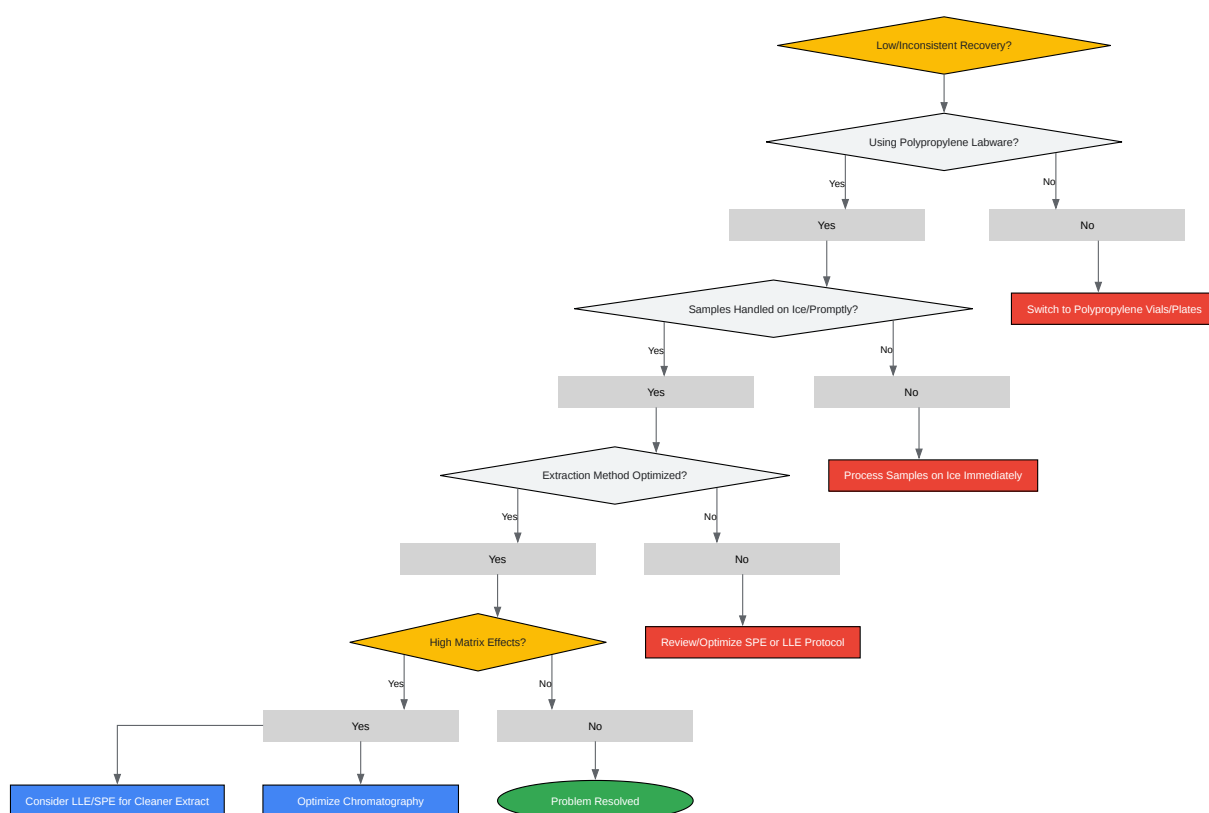 Low/Inconsistent Recovery?
Using Polypropylene Labware?
Yes
No
Yes
No
Samples Handled on Ice/Promptly?
Switch to Polypropylene Vials/Plates
Yes
No
Yes
No
Extraction Method Optimized?
Process Samples on Ice Immediately
Yes
No
Yes
No
High Matrix Effects?
Review/Optimize SPE or LLE Protocol
Yes
No
Yes
No
Consider LLE/SPE for Cleaner Extract
Optimize Chromatography
Problem Resolved